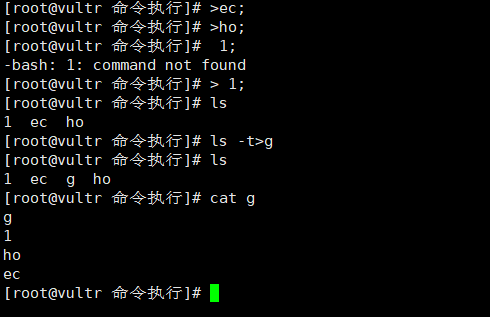 [root@vultr 命令执行]# >ec;
[root@vultr 命令执行]# >ho;
[root@vultr 命令执行]#  1;
-bash: 1: command not found
[root@vultr 命令执行]# > 1;
[root@vultr 命令执行]# ls
1  ec  ho
[root@vultr 命令执行]# ls -t>g
[root@vultr 命令执行]# ls
1  ec  g  ho
[root@vultr 命令执行]# cat g
g
1
ho
ec
[root@vultr 命令执行]#